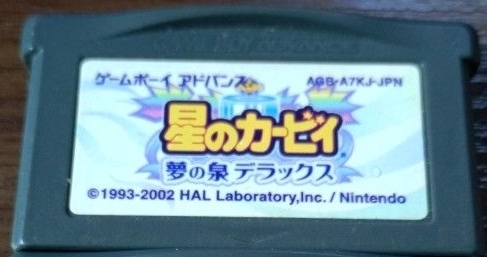 ゲームボーイ アドバンス AGB-A7KJ-JPN
星のカービィ
夢の泉デラックス
©1993-2002 HAL Laboratory,Inc. / Nintendo